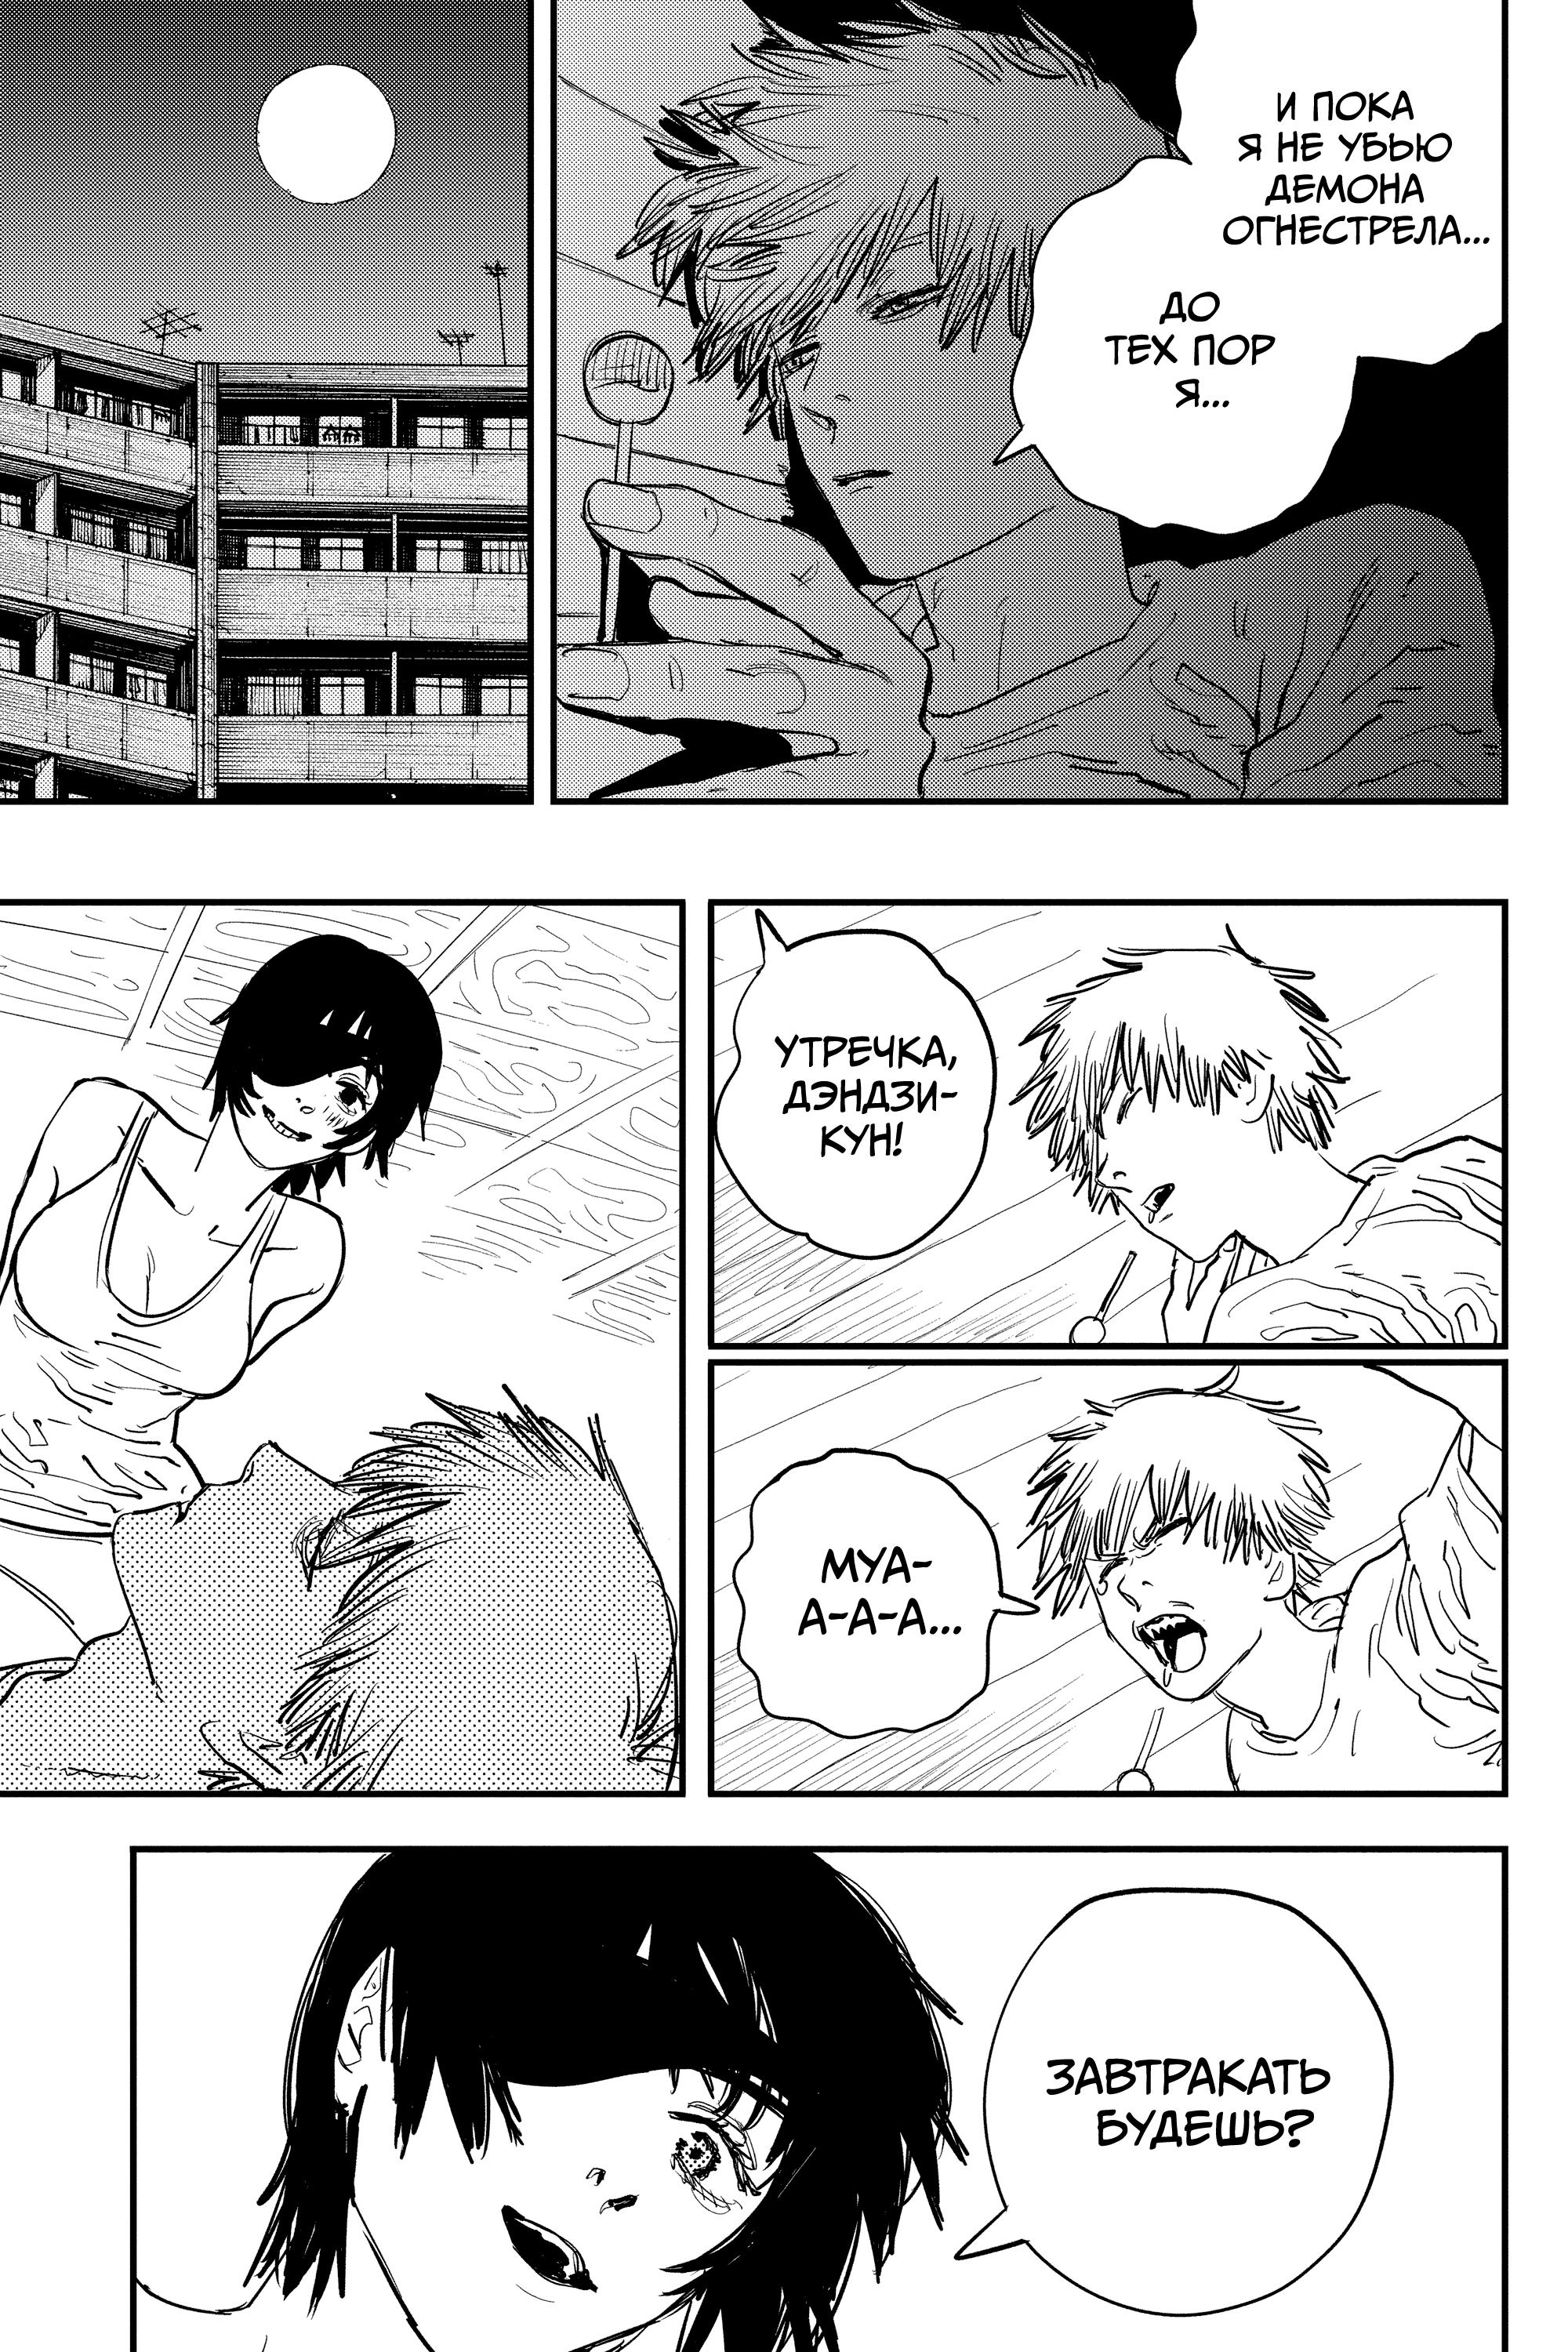 И ПОКА
Я НЕ УБЬЮ
ДЕМОНА
ОГНЕСТРЕЛА...
ДО
ТЕХ ПОР
Я...
УТРЕЧКА,
ДЭНДЗИ-
КУН!
МУА-
А-А-А...
ЗАВТРАКАТЬ
БУДЕШЬ?